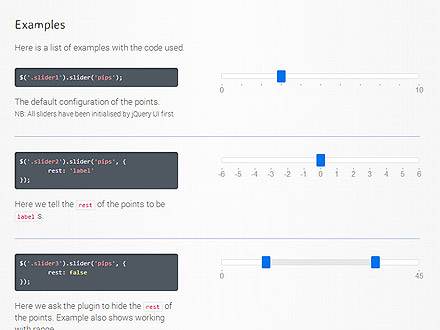 Examples
Here is a list of examples with the code used.
$('.slider1').slider('pips');
0 10
The default configuration of the points.
NB: All sliders have been initialised by jQuery UI first
$('.slider2').slider('pips', {
rest: 'label'
});
-6 -5 -4 -3 -2 -1 0 1 2 3 4 5 6
Here we tell the rest of the points to be
label s.
$('.slider3').slider('pips', {
rest: false
});
0 45
Here we ask the plugin to hide the rest of
the points. Example also shows working
with range